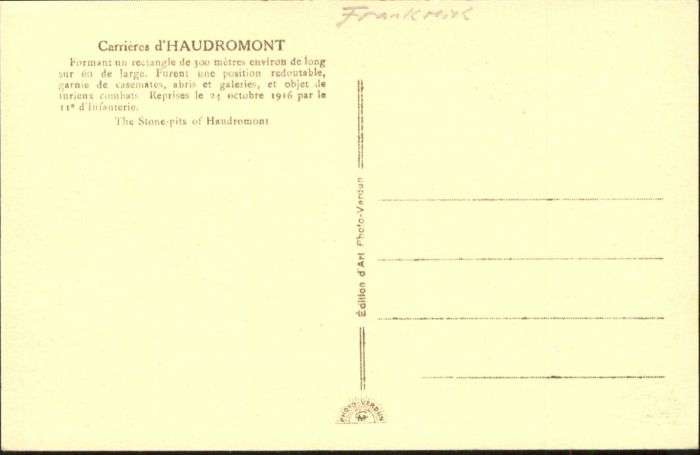 Frankreich
Carrières d'HAUDROMONT
Formant un rectangle de 300 mètres environ de long
sur 60 de large. Furent une position redoutable,
garnie de casemates, abris et galeries, et objet de
furieux combats. Reprises le 24 octobre 1916 par le
11e d'Infanterie.
The Stone-pits of Haudromont
Édition d'Art Photo-Verdun
PHOTO-VERDUN